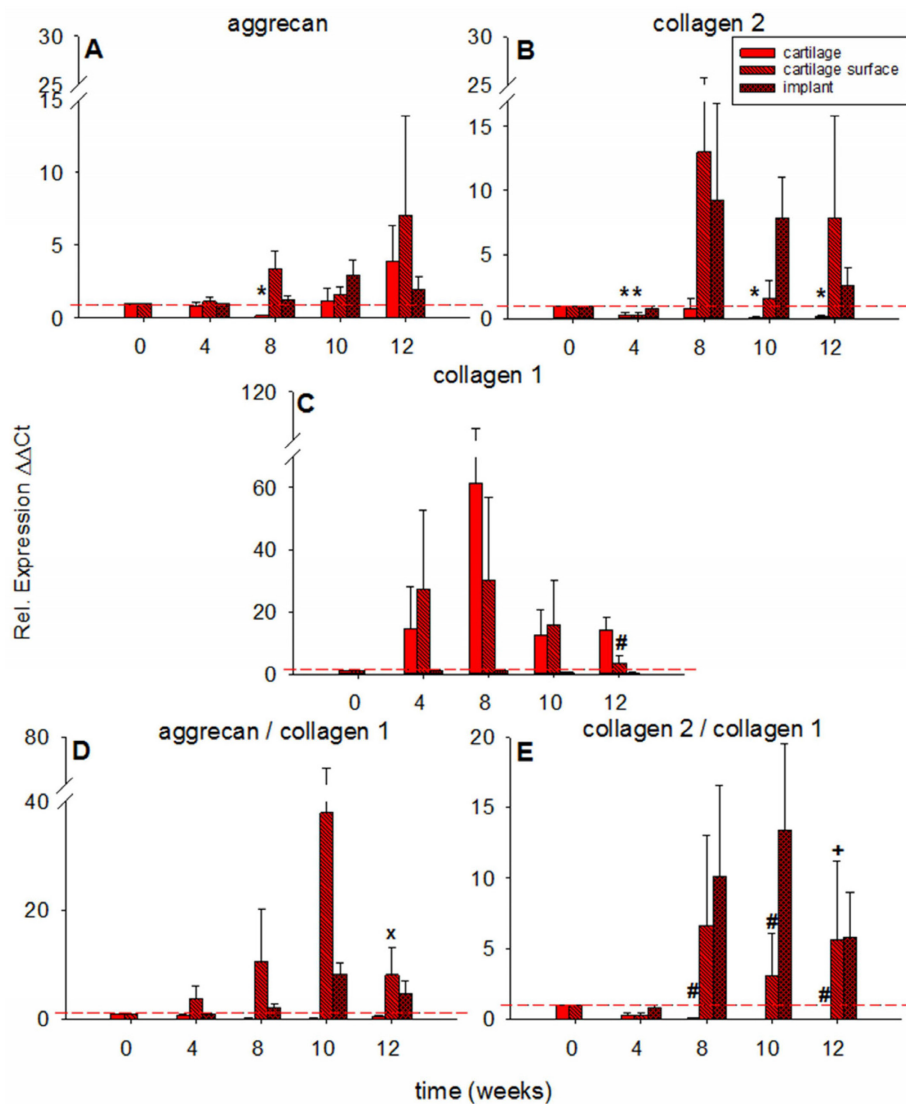 aggrecan
collagen 2
A
30
25
15
10
5
0
*
0 4 8 10 12
B
30
25
15
10
5
0
** * *
0 4 8 10 12
cartilage
cartilage surface
implant
collagen 1
C
120
60
40
20
0
#
0 4 8 10 12
Rel. Expression ΔΔCt
aggrecan / collagen 1
D
80
40
20
0
x
0 4 8 10 12
collagen 2 / collagen 1
E
20
15
10
5
0
# # # +
0 4 8 10 12
time (weeks)